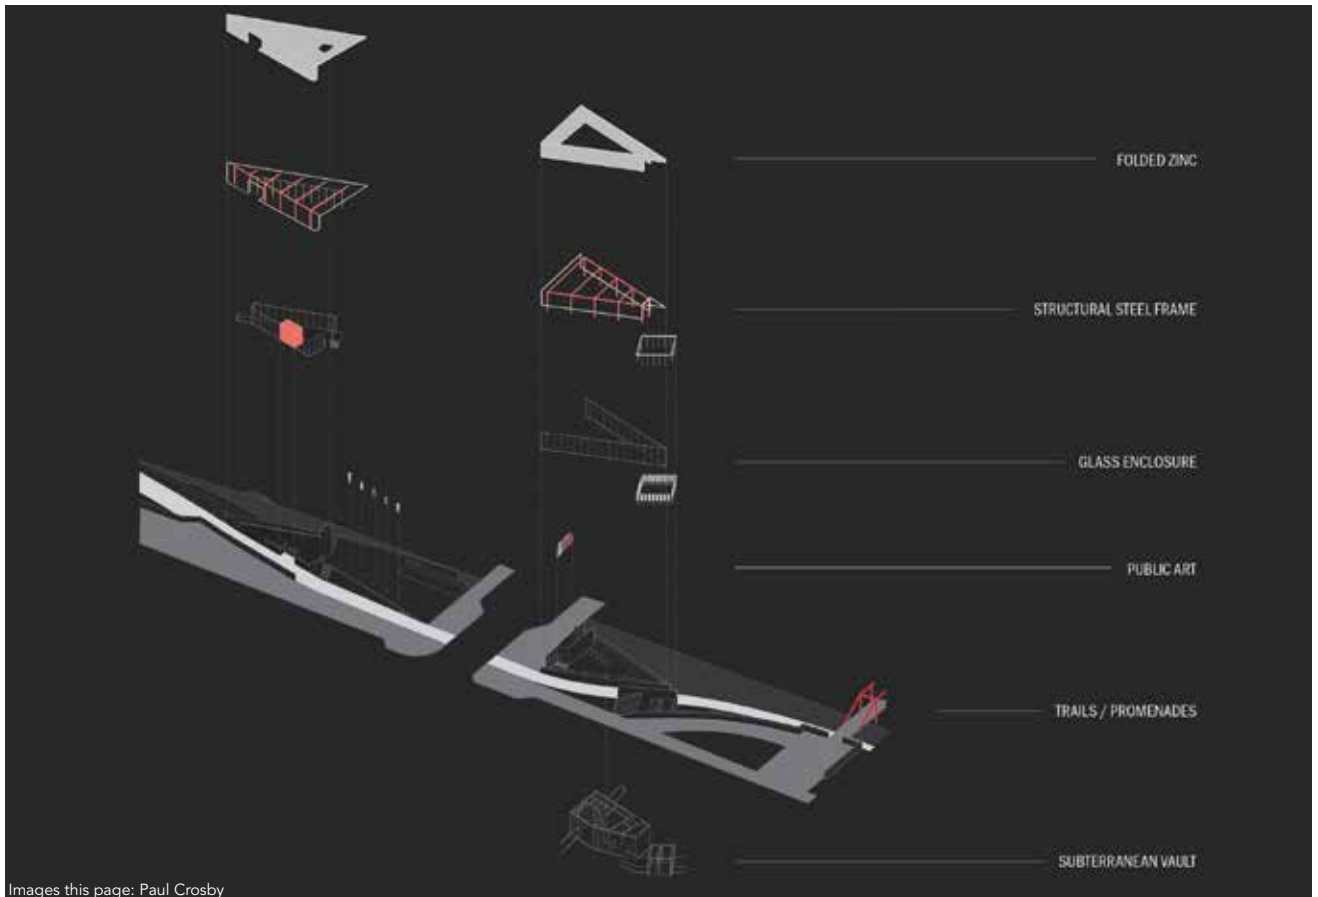 FOLDED ZINC
STRUCTURAL STEEL FRAME
GLASS ENCLOSURE
PUBLIC ART
TRAILS / PROMENADES
SUBTERRANEAN VAULT
Images this page: Paul Crosby